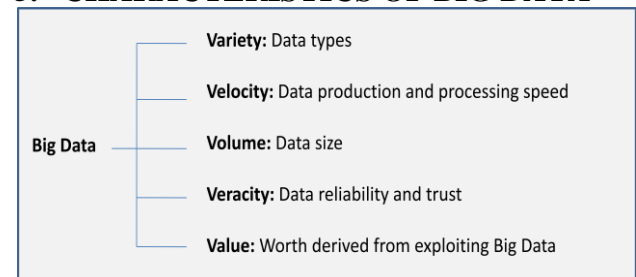 Variety: Data types
Velocity: Data production and processing speed
Big Data
Volume: Data size
Veracity: Data reliability and trust
Value: Worth derived from exploiting Big Data